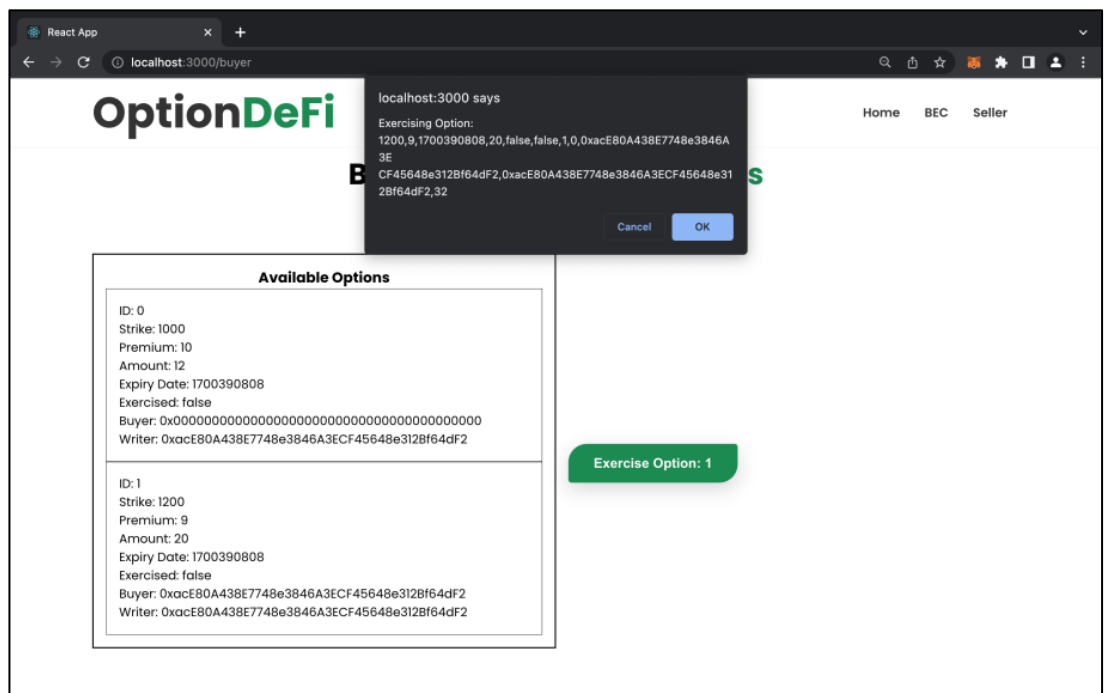 React App
localhost:3000/buyer
OptionDeFi
localhost:3000 says
Exercising Option:
1200,9,1700390808,20,false,false,1,0,0xacE80A438E7748e3846A
3E
CF45648e312Bf64dF2,0xacE80A438E7748e3846A3ECF45648e31
2Bf64dF2,32
Cancel
OK
Home
BEC
Seller
Available Options
ID: 0
Strike: 1000
Premium: 10
Amount: 12
Expiry Date: 1700390808
Exercised: false
Buyer: 0x0000000000000000000000000000000000000000
Writer: 0xacE80A438E7748e3846A3ECF45648e312Bf64dF2
Exercise Option: 1
ID: 1
Strike: 1200
Premium: 9
Amount: 20
Expiry Date: 1700390808
Exercised: false
Buyer: 0xacE80A438E7748e3846A3ECF45648e312Bf64dF2
Writer: 0xacE80A438E7748e3846A3ECF45648e312Bf64dF2